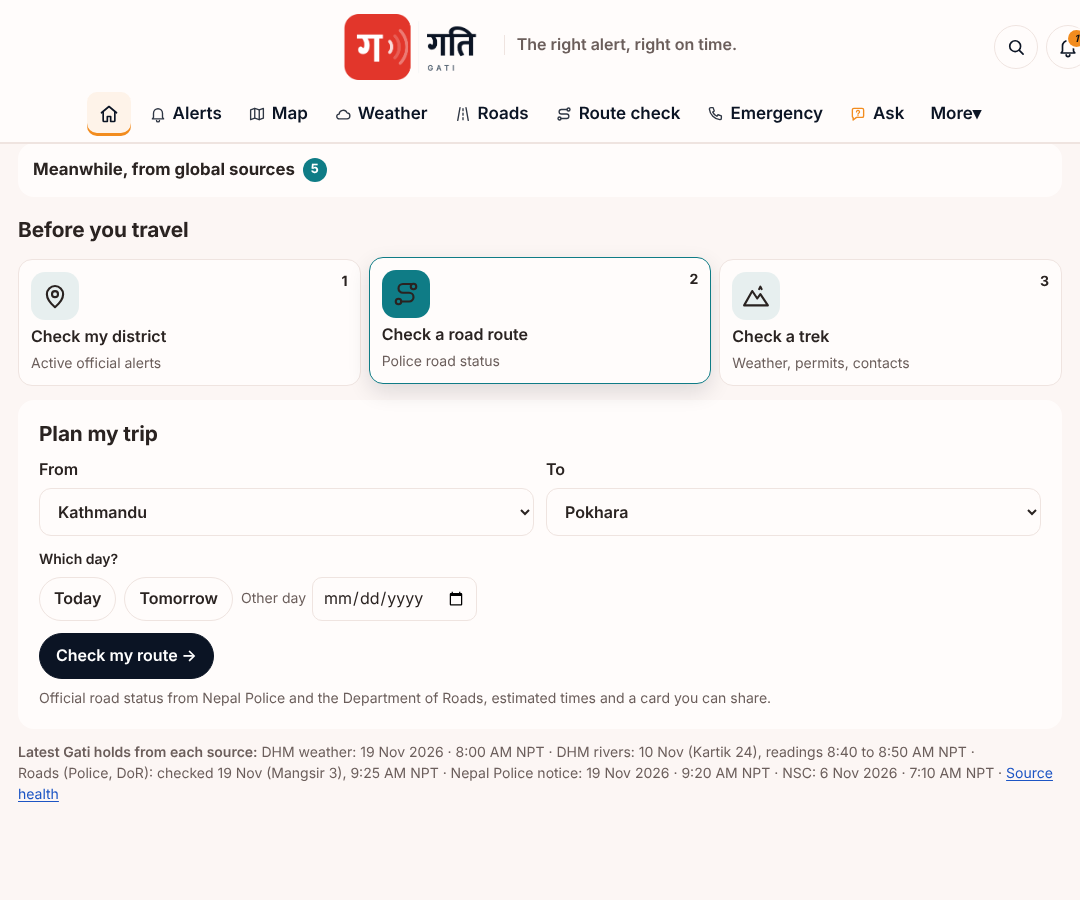 ग
गति
GATI
The right alert, right on time.
Alerts
Map
Weather
Roads
Route check
Emergency
Ask
More▾
Meanwhile, from global sources 5
Before you travel
1
Check my district
Active official alerts
2
Check a road route
Police road status
3
Check a trek
Weather, permits, contacts
Plan my trip
From
To
Kathmandu
Pokhara
Which day?
Today Tomorrow Other day mm/dd/yyyy
Check my route →
Official road status from Nepal Police and the Department of Roads, estimated times and a card you can share.
Latest Gati holds from each source: DHM weather: 19 Nov 2026 · 8:00 AM NPT · DHM rivers: 10 Nov (Kartik 24), readings 8:40 to 8:50 AM NPT ·
Roads (Police, DoR): checked 19 Nov (Mangsir 3), 9:25 AM NPT · Nepal Police notice: 19 Nov 2026 · 9:20 AM NPT · NSC: 6 Nov 2026 · 7:10 AM NPT · Source
health